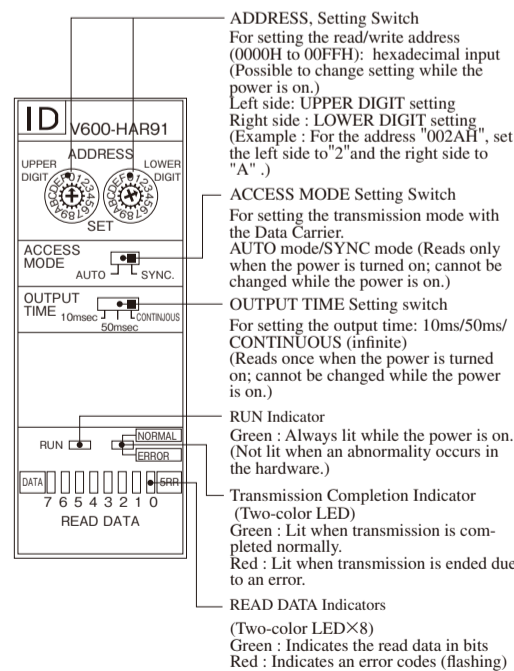 ID
V600-HAR91
ADDRESS
UPPER
DIGIT
LOWER
DIGIT
SET
ACCESS
MODE
AUTO
SYNC.
OUTPUT
TIME
10msec
50msec
CONTINJOUS
RUN
NORMAL
ERROR
DATA
5RR
7 6 5 4 3 2 1 0
READ DATA
ADDRESS, Setting Switch
For setting the read/write address
(0000H to 00FFH): hexadecimal input
(Possible to change setting while the
power is on.)
Left side: UPPER DIGIT setting
Right side : LOWER DIGIT setting
(Example : For the address "002AH", set
the left side to"2"and the right side to
"A" .)
ACCESS MODE Setting Switch
For setting the transmission mode with
the Data Carrier.
AUTO mode/SYNC mode (Reads only
when the power is turned on; cannot be
changed while the power is on.)
OUTPUT TIME Setting switch
For setting the output time: 10ms/50ms/
CONTINUOUS (infinite)
(Reads once when the power is turned
on; cannot be changed while the power
is on.)
RUN Indicator
Green : Always lit while the power is on.
(Not lit when an abnormality occurs in
the hardware.)
Transmission Completion Indicator
(Two-color LED)
Green : Lit when transmission is com-
pleted normally.
Red : Lit when transmission is ended due
to an error.
READ DATA Indicators
(Two-color LED×8)
Green : Indicates the read data in bits
Red : Indicates an error codes (flashing)